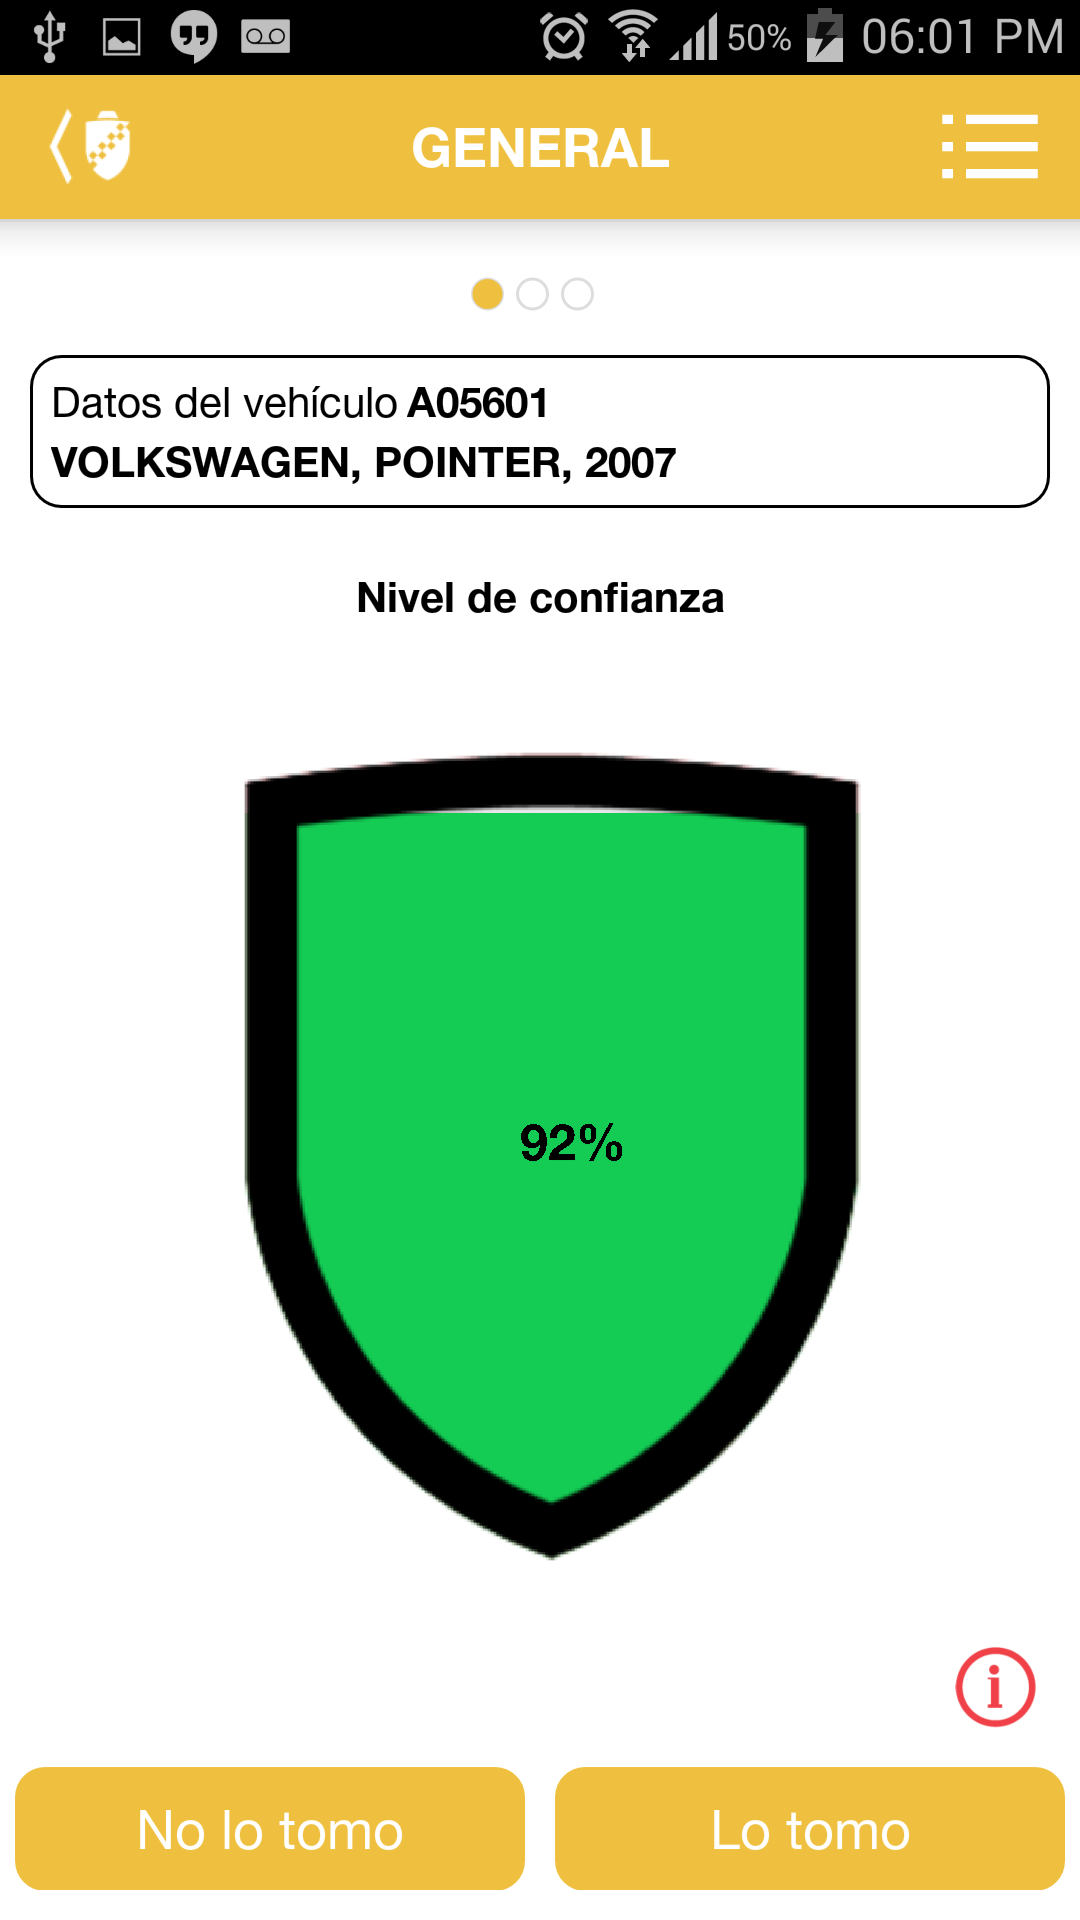 50% 06:01 PM
GENERAL
Datos del vehículo A05601
VOLKSWAGEN, POINTER, 2007
Nivel de confianza
92%
i
No lo tomo
Lo tomo